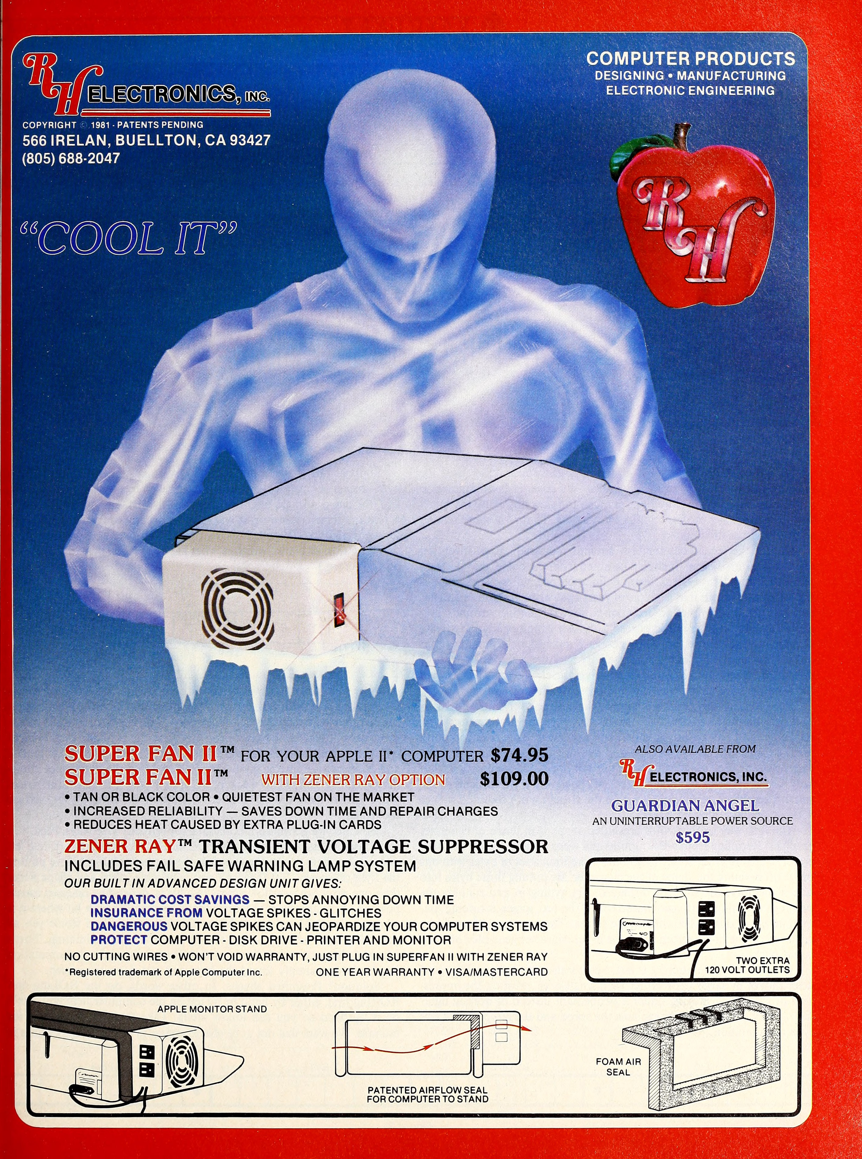 RH ELECTRONICS, INC.
COPYRIGHT © 1981 · PATENTS PENDING
566 IRELAN, BUELLTON, CA 93427
(805) 688-2047
COMPUTER PRODUCTS
DESIGNING • MANUFACTURING
ELECTRONIC ENGINEERING
RH
“COOL IT”
SUPER FAN II™ FOR YOUR APPLE II* COMPUTER $74.95
SUPER FAN II™ WITH ZENER RAY OPTION $109.00
• TAN OR BLACK COLOR • QUIETEST FAN ON THE MARKET
• INCREASED RELIABILITY — SAVES DOWN TIME AND REPAIR CHARGES
• REDUCES HEAT CAUSED BY EXTRA PLUG-IN CARDS
ZENER RAY™ TRANSIENT VOLTAGE SUPPRESSOR
INCLUDES FAIL SAFE WARNING LAMP SYSTEM
OUR BUILT IN ADVANCED DESIGN UNIT GIVES:
DRAMATIC COST SAVINGS — STOPS ANNOYING DOWN TIME
INSURANCE FROM VOLTAGE SPIKES - GLITCHES
DANGEROUS VOLTAGE SPIKES CAN JEOPARDIZE YOUR COMPUTER SYSTEMS
PROTECT COMPUTER - DISK DRIVE - PRINTER AND MONITOR
NO CUTTING WIRES • WON'T VOID WARRANTY, JUST PLUG IN SUPERFAN II WITH ZENER RAY
*Registered trademark of Apple Computer Inc. ONE YEAR WARRANTY • VISA/MASTERCARD
ALSO AVAILABLE FROM
RH ELECTRONICS, INC.
GUARDIAN ANGEL
AN UNINTERRUPTABLE POWER SOURCE
$595
TWO EXTRA
120 VOLT OUTLETS
APPLE MONITOR STAND
PATENTED AIRFLOW SEAL
FOR COMPUTER TO STAND
FOAM AIR
SEAL